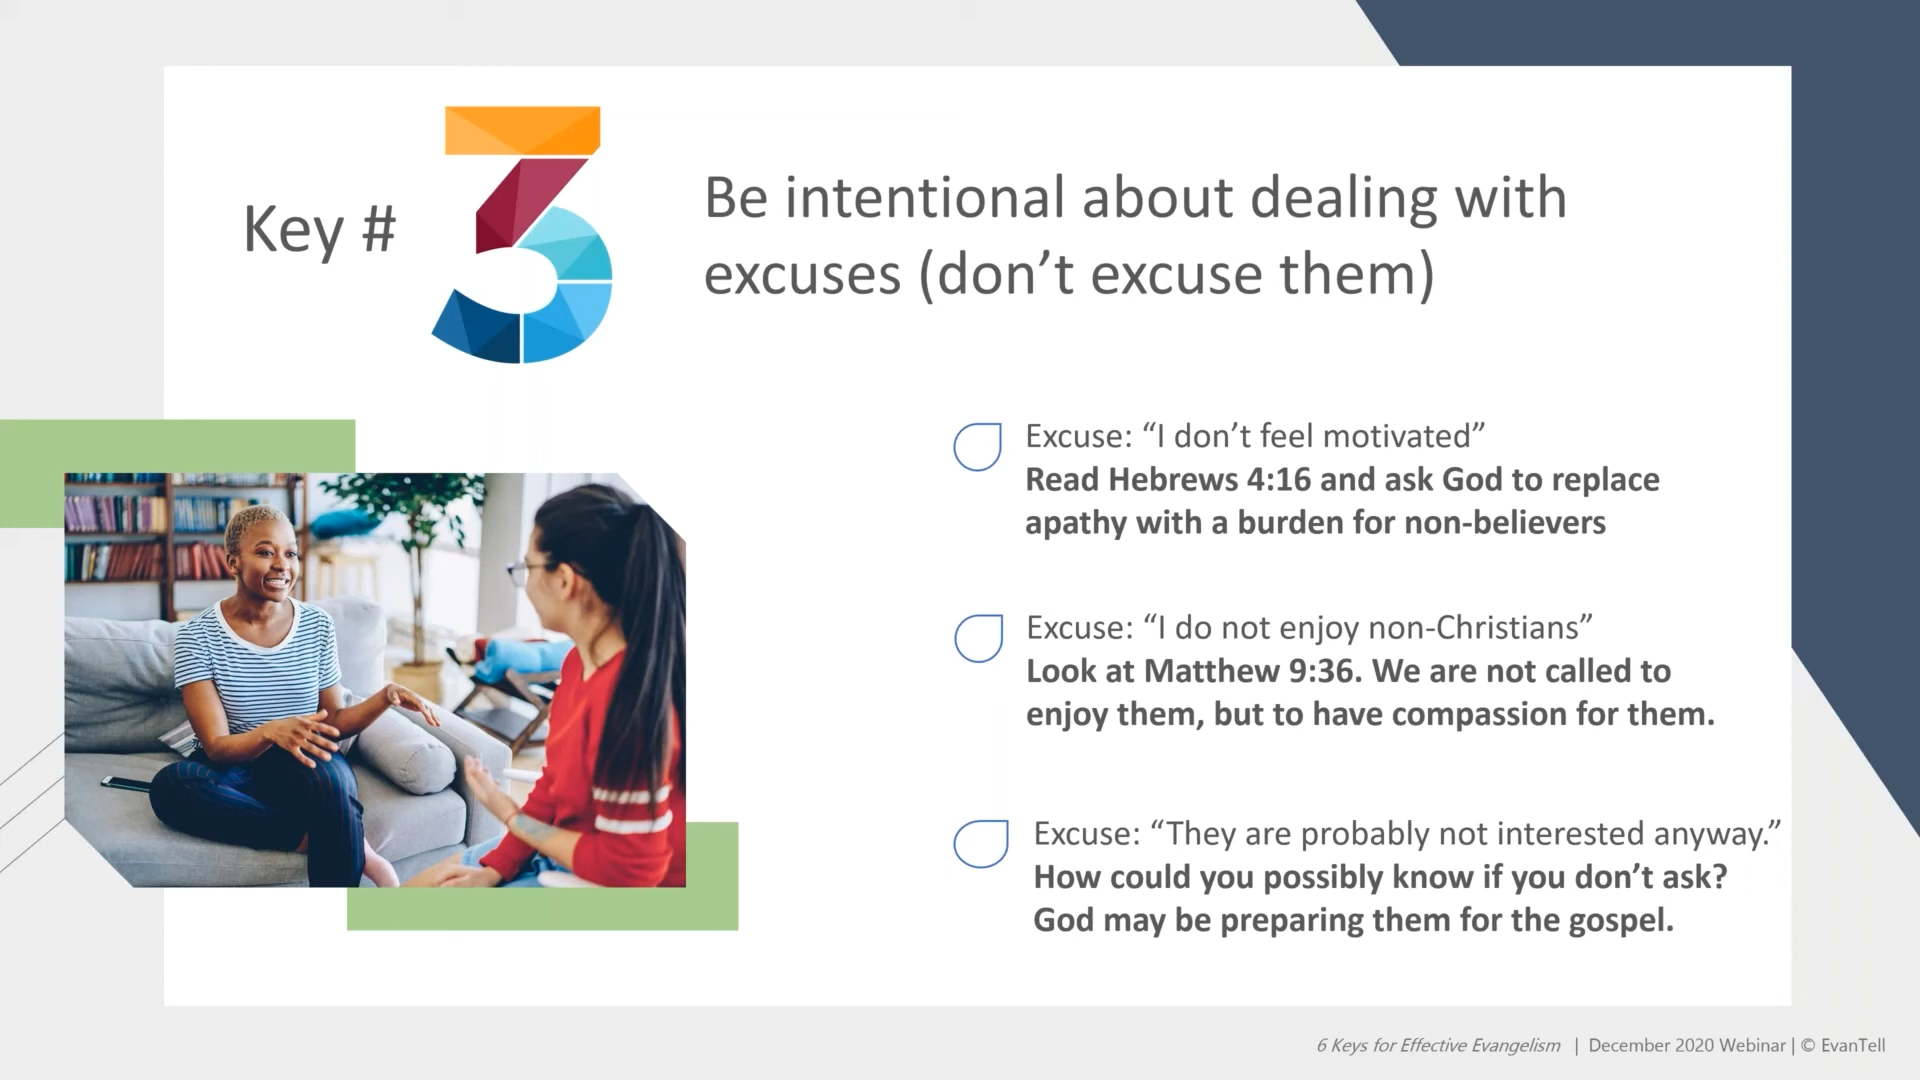 Key # 3
Be intentional about dealing with
excuses (don’t excuse them)
Excuse: “I don’t feel motivated”
Read Hebrews 4:16 and ask God to replace
apathy with a burden for non-believers
Excuse: “I do not enjoy non-Christians”
Look at Matthew 9:36. We are not called to
enjoy them, but to have compassion for them.
Excuse: “They are probably not interested anyway.”
How could you possibly know if you don’t ask?
God may be preparing them for the gospel.
6 Keys for Effective Evangelism | December 2020 Webinar | © EvanTell